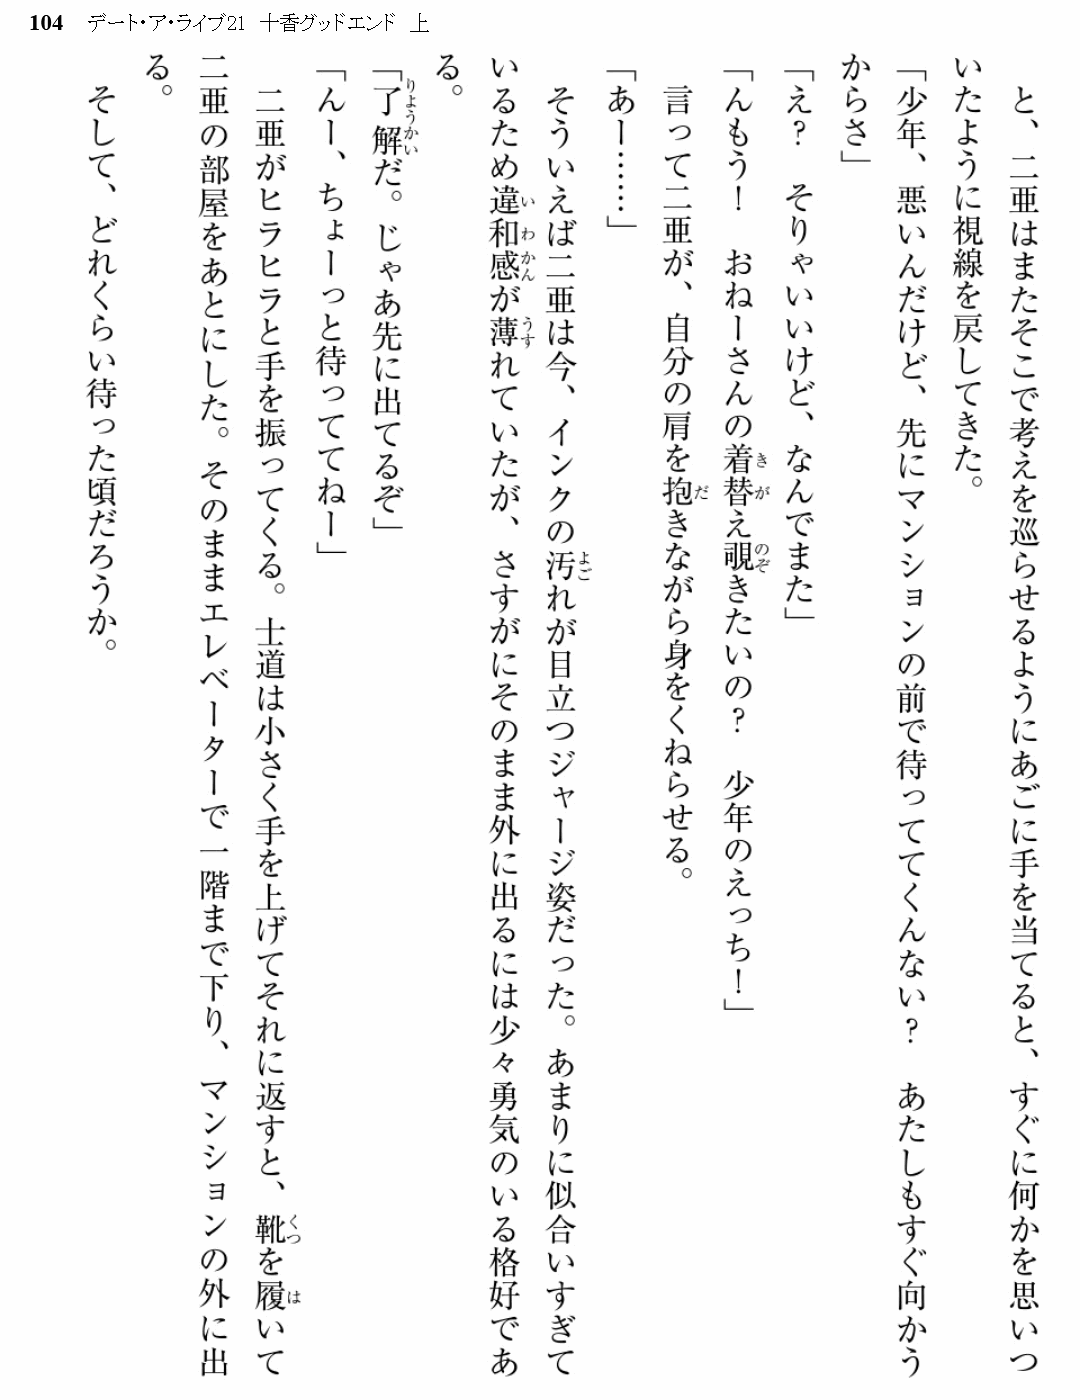 104 デート・ア・ライブ21 十香グッドエンド 上
と、二亜はまたそこで考えを巡らせるようにあごに手を当てると、すぐに何かを思いつ
いたように視線を戻してきた。
「少年、悪いんだけど、先にマンションの前で待っててくんない？ あたしもすぐ向かう
からさ」
「え？ そりゃいいけど、なんでまた」
「んもう！ おねーさんの着替え覗きたいの？ 少年のえっち！」
言って二亜が、自分の肩を抱きながら身をくねらせる。
「あー……」
そういえば二亜は今、インクの汚れが目立つジャージ姿だった。あまりに似合いすぎて
いるため違和感が薄れていたが、さすがにそのまま外に出るには少々勇気のいる格好であ
る。
「了解だ。じゃあ先に出てるぞ」
「んー、ちょーっと待っててねー」
二亜がヒラヒラと手を振ってくる。士道は小さく手を上げてそれに返すと、靴を履いて
二亜の部屋をあとにした。そのままエレベーターで一階まで下り、マンションの外に出
る。
そして、どれくらい待った頃だろうか。